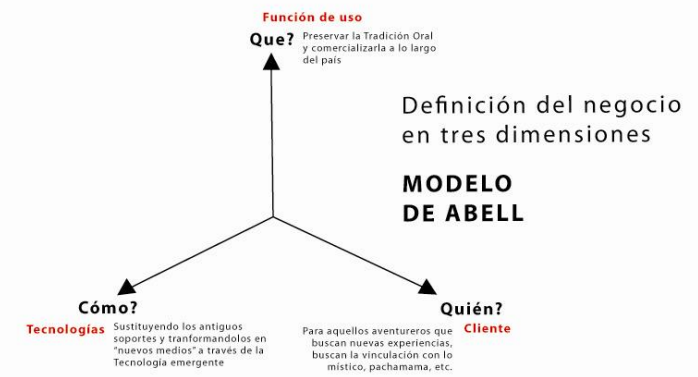 Función de uso
Que? Preservar la Tradición Oral
y comercializarla a lo largo
del país
Definición del negocio
en tres dimensiones
MODELO
DE ABELL
Cómo?
Tecnologías Sustituyendo los antiguos
soportes y tranformandolos en
"nuevos medios" a través de la
Tecnología emergente
Quién?
Cliente
Para aquellos aventureros que
buscan nuevas experiencias,
buscan la vinculación con lo
místico, pachamama, etc.